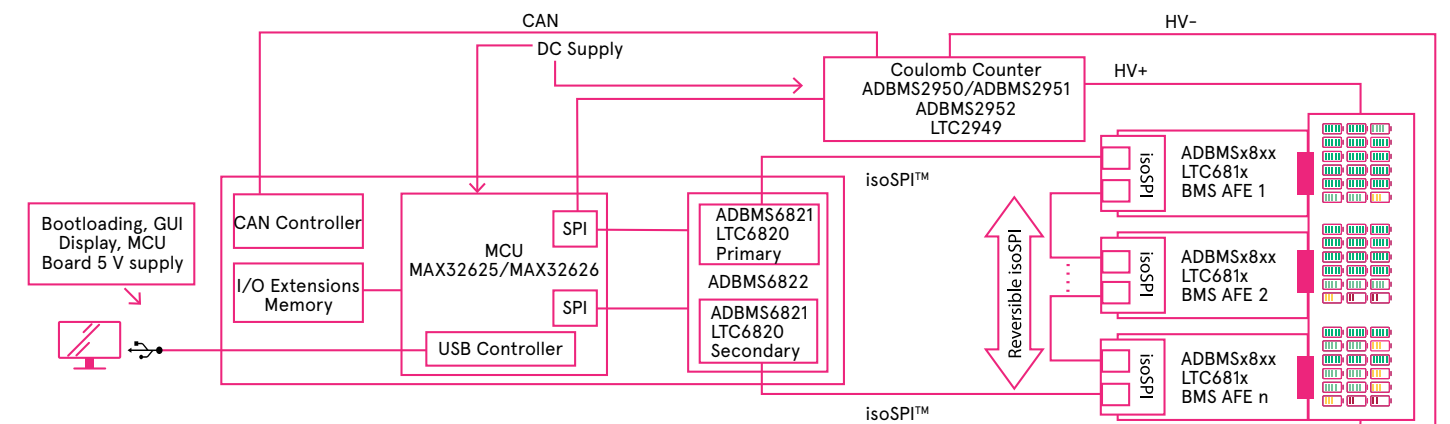 CAN
HV-
DC Supply
Coulomb Counter
ADBMS2950/ADBMS2951
ADBMS2952
LTC2949
HV+
isoSPI™
CAN Controller
I/O Extensions
Memory
MCU
MAX32625/MAX32626
SPI
SPI
USB Controller
ADBMS6821
LTC6820
Primary
ADBMS6822
ADBMS6821
LTC6820
Secondary
Bootloading, GUI
Display, MCU
Board 5 V supply
Reversible isoSPI
isoSPI
ADBMSx8xx
LTC681x
BMS AFE 1
isoSPI
ADBMSx8xx
LTC681x
BMS AFE 2
isoSPI
ADBMSx8xx
LTC681x
BMS AFE n
isoSPI™